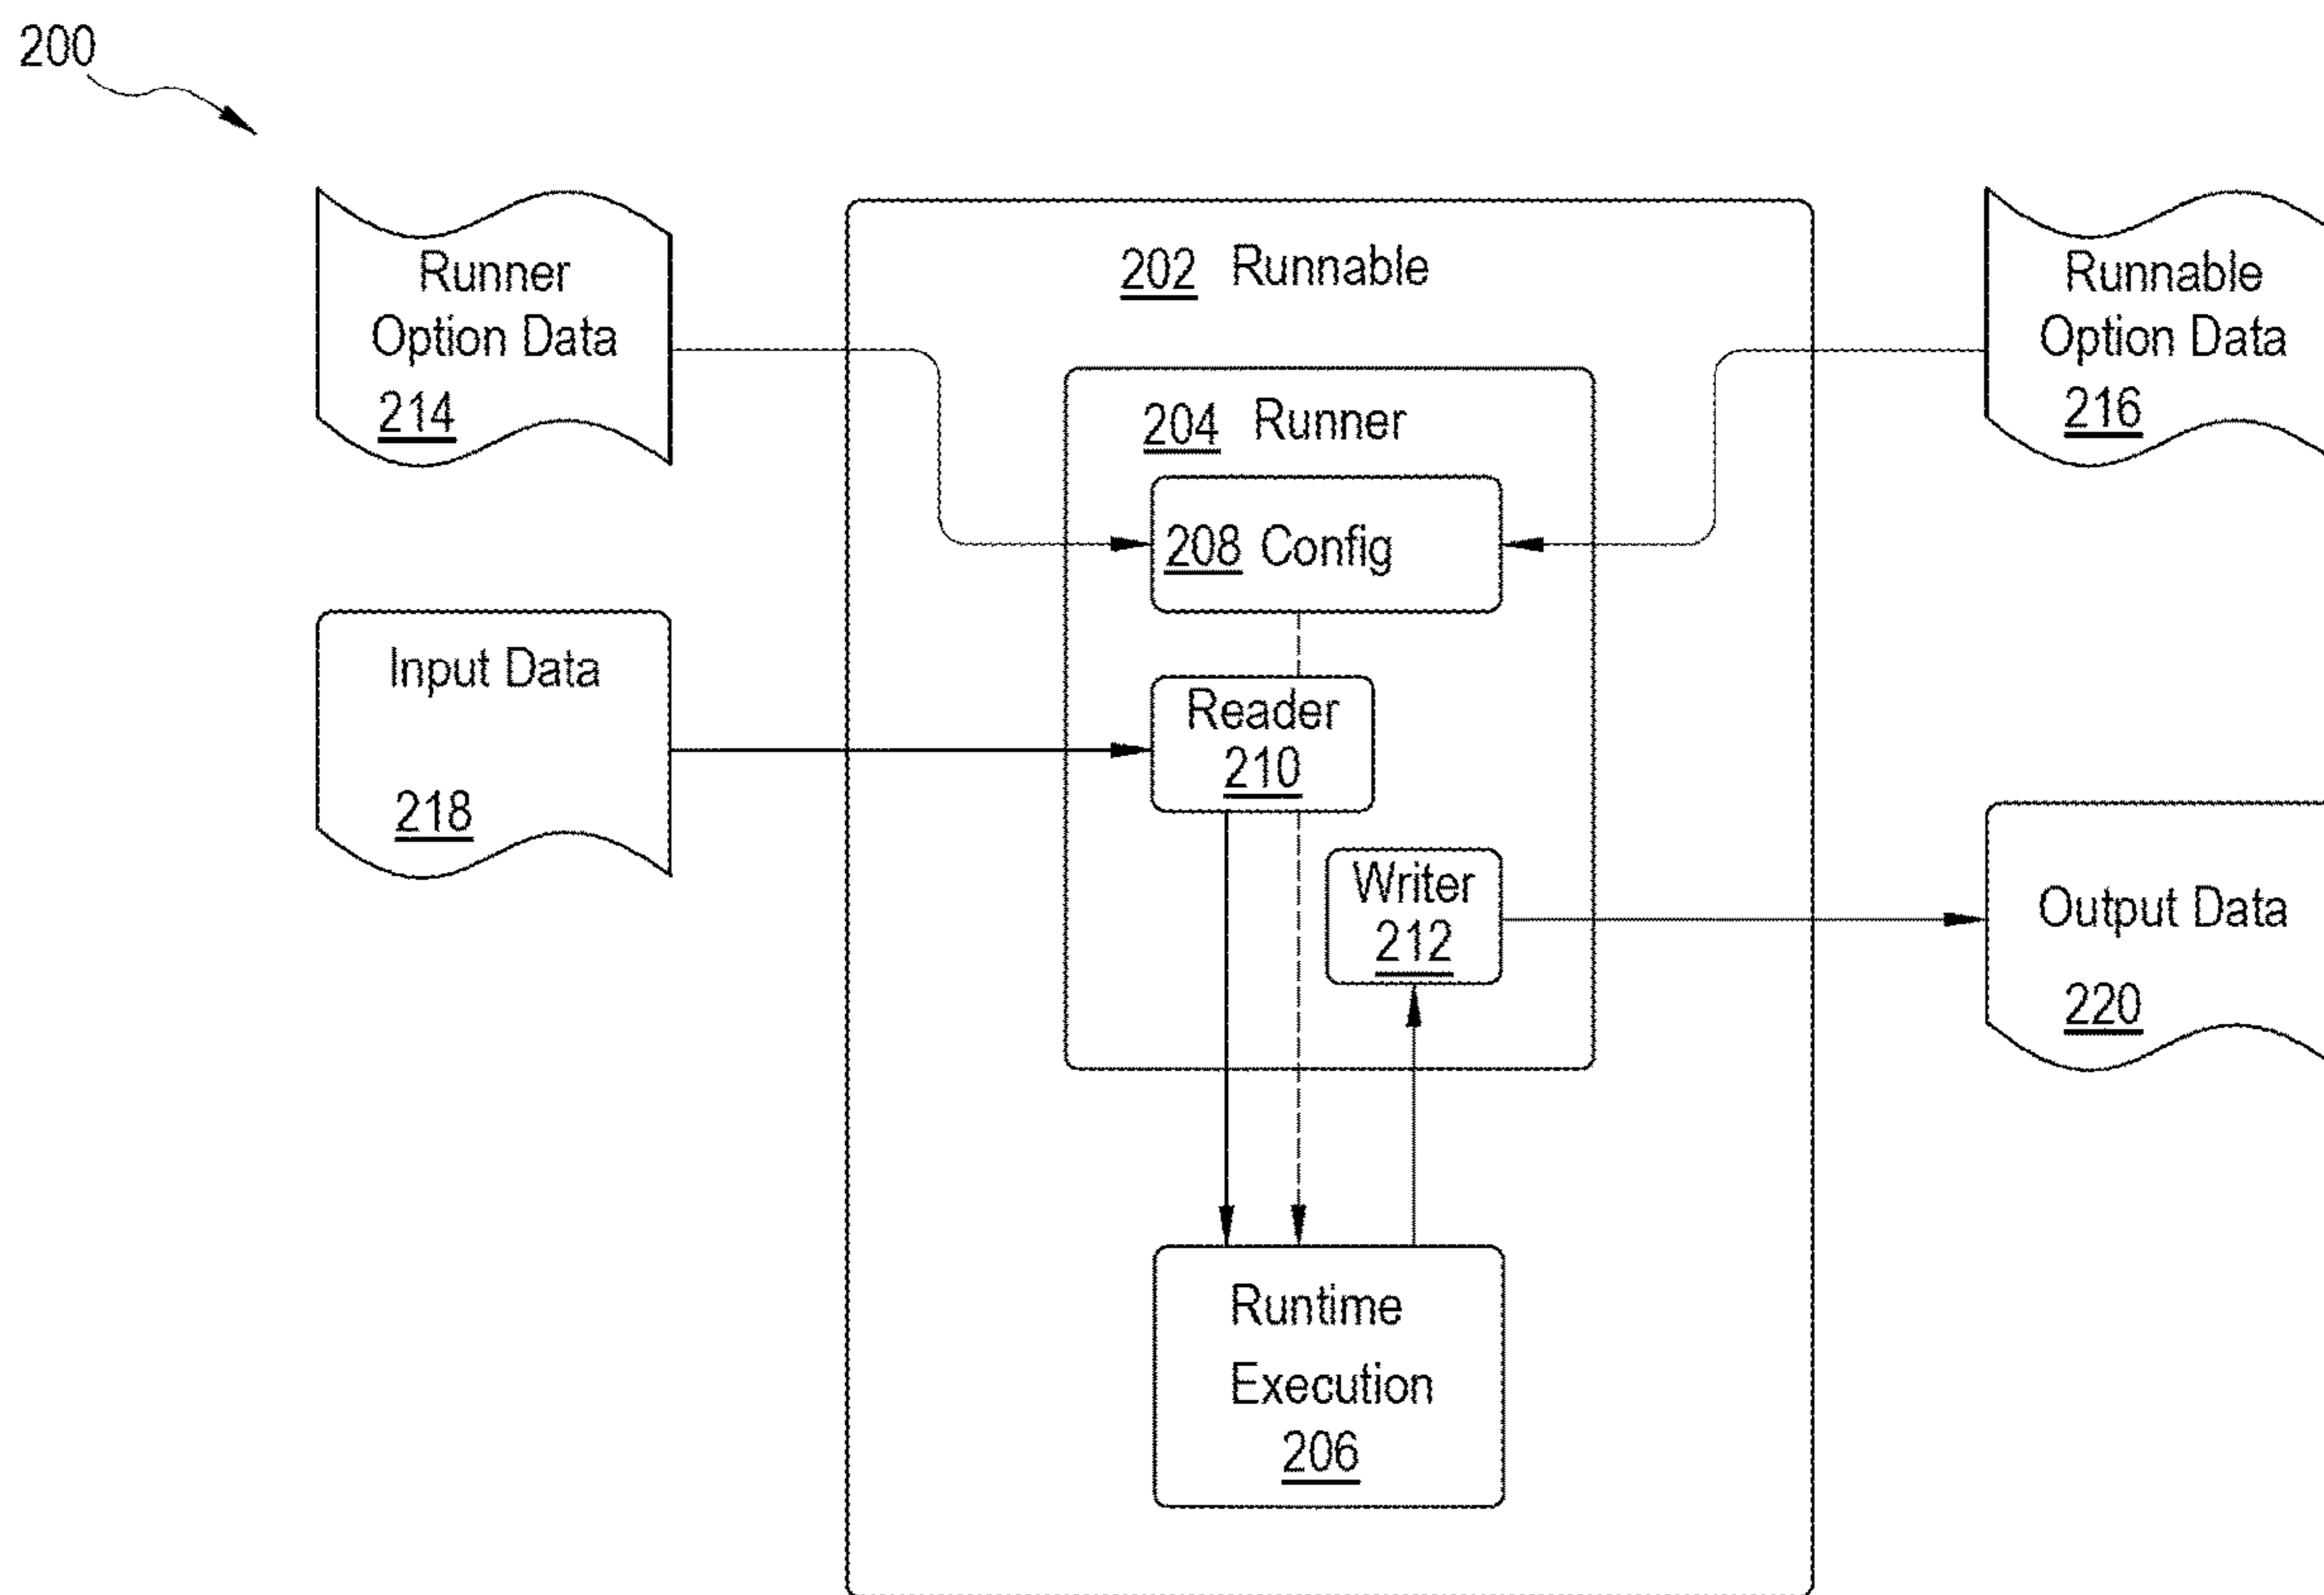 200
Runner
Option Data
214
202 Runnable
Runnable
Option Data
216
204 Runner
208 Config
Input Data
218
Reader
210
Writer
212
Output Data
220
Runtime
Execution
206